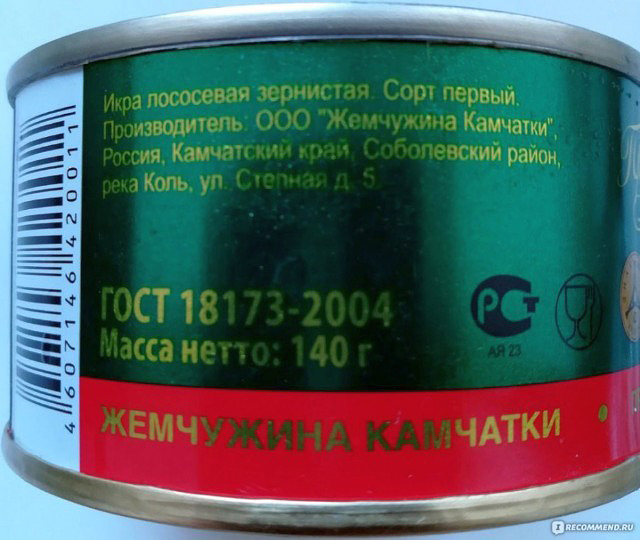 Икра лососевая зернистая. Сорт первый.
Производитель: ООО "Жемчужина Камчатки",
Россия, Камчатский край, Соболевский район,
река Коль, ул. Степная д. 5.
ГОСТ 18173-2004
Масса нетто: 140 г
РСТ
АЯ 23
ЖЕМЧУЖИНА КАМЧАТКИ
4607146420011
IRECOMMEND.RU